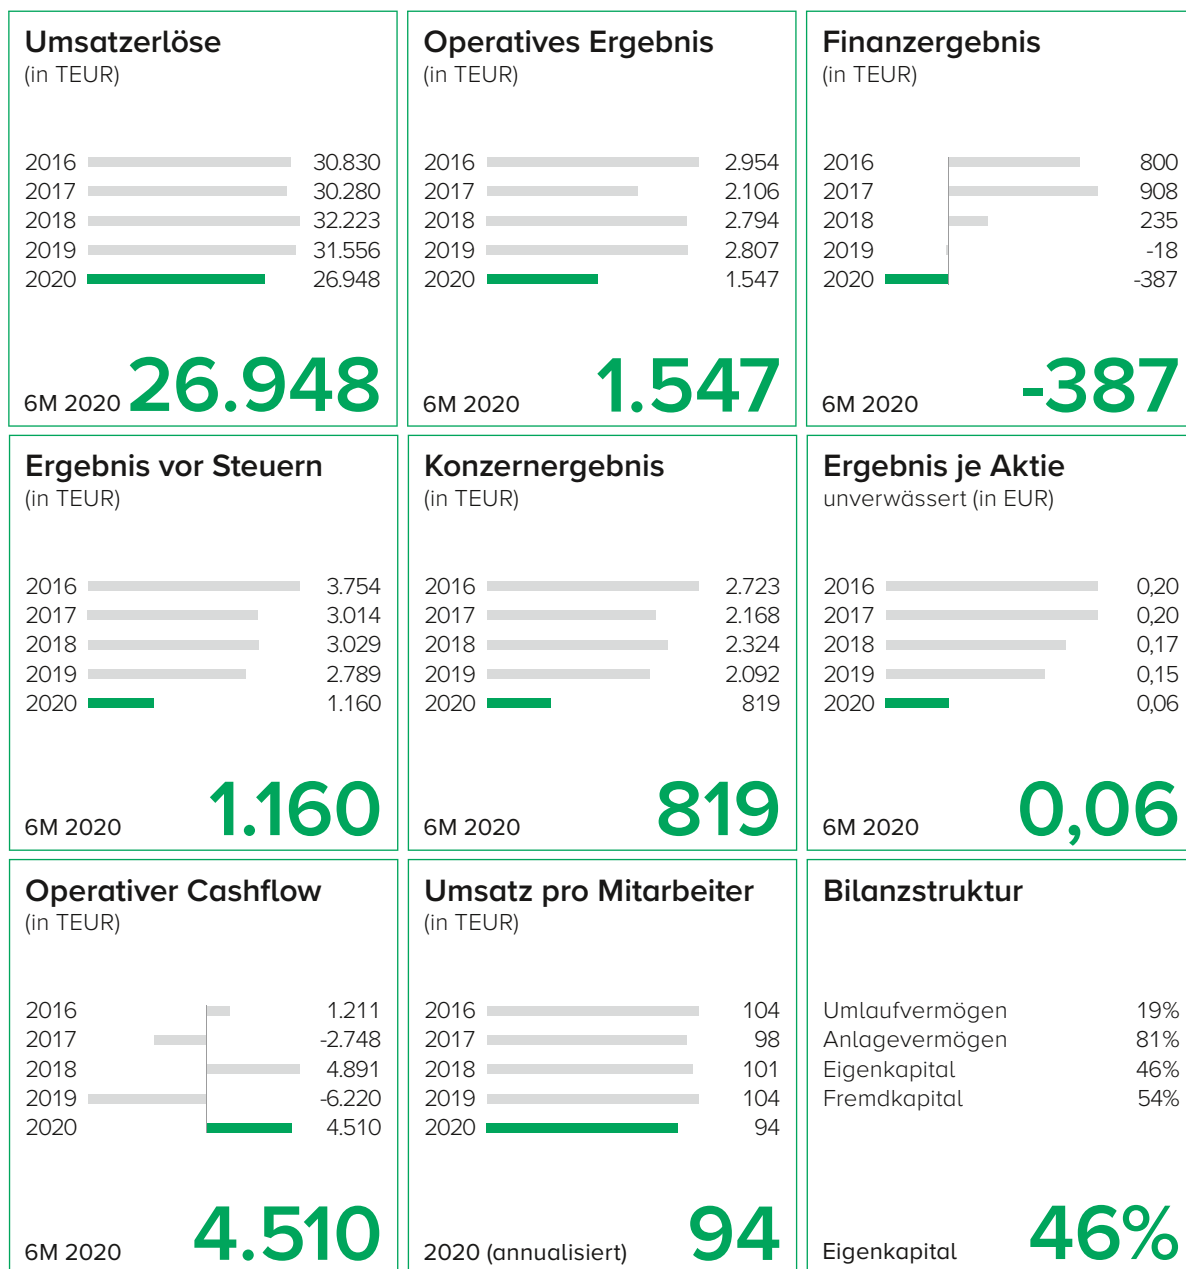 Umsatzerlöse
(in TEUR)
2016 30.830
2017 30.280
2018 32.223
2019 31.556
2020 26.948
6M 2020 26.948
Operatives Ergebnis
(in TEUR)
2016 2.954
2017 2.106
2018 2.794
2019 2.807
2020 1.547
6M 2020 1.547
Finanzergebnis
(in TEUR)
2016 800
2017 908
2018 235
2019 -18
2020 -387
6M 2020 -387
Ergebnis vor Steuern
(in TEUR)
2016 3.754
2017 3.014
2018 3.029
2019 2.789
2020 1.160
6M 2020 1.160
Konzernergebnis
(in TEUR)
2016 2.723
2017 2.168
2018 2.324
2019 2.092
2020 819
6M 2020 819
Ergebnis je Aktie
unverwässert (in EUR)
2016 0,20
2017 0,20
2018 0,17
2019 0,15
2020 0,06
6M 2020 0,06
Operativer Cashflow
(in TEUR)
2016 1.211
2017 -2.748
2018 4.891
2019 -6.220
2020 4.510
6M 2020 4.510
Umsatz pro Mitarbeiter
(in TEUR)
2016 104
2017 98
2018 101
2019 104
2020 94
2020 (annualisiert) 94
Bilanzstruktur
Umlaufvermögen 19%
Anlagevermögen 81%
Eigenkapital 46%
Fremdkapital 54%
Eigenkapital 46%